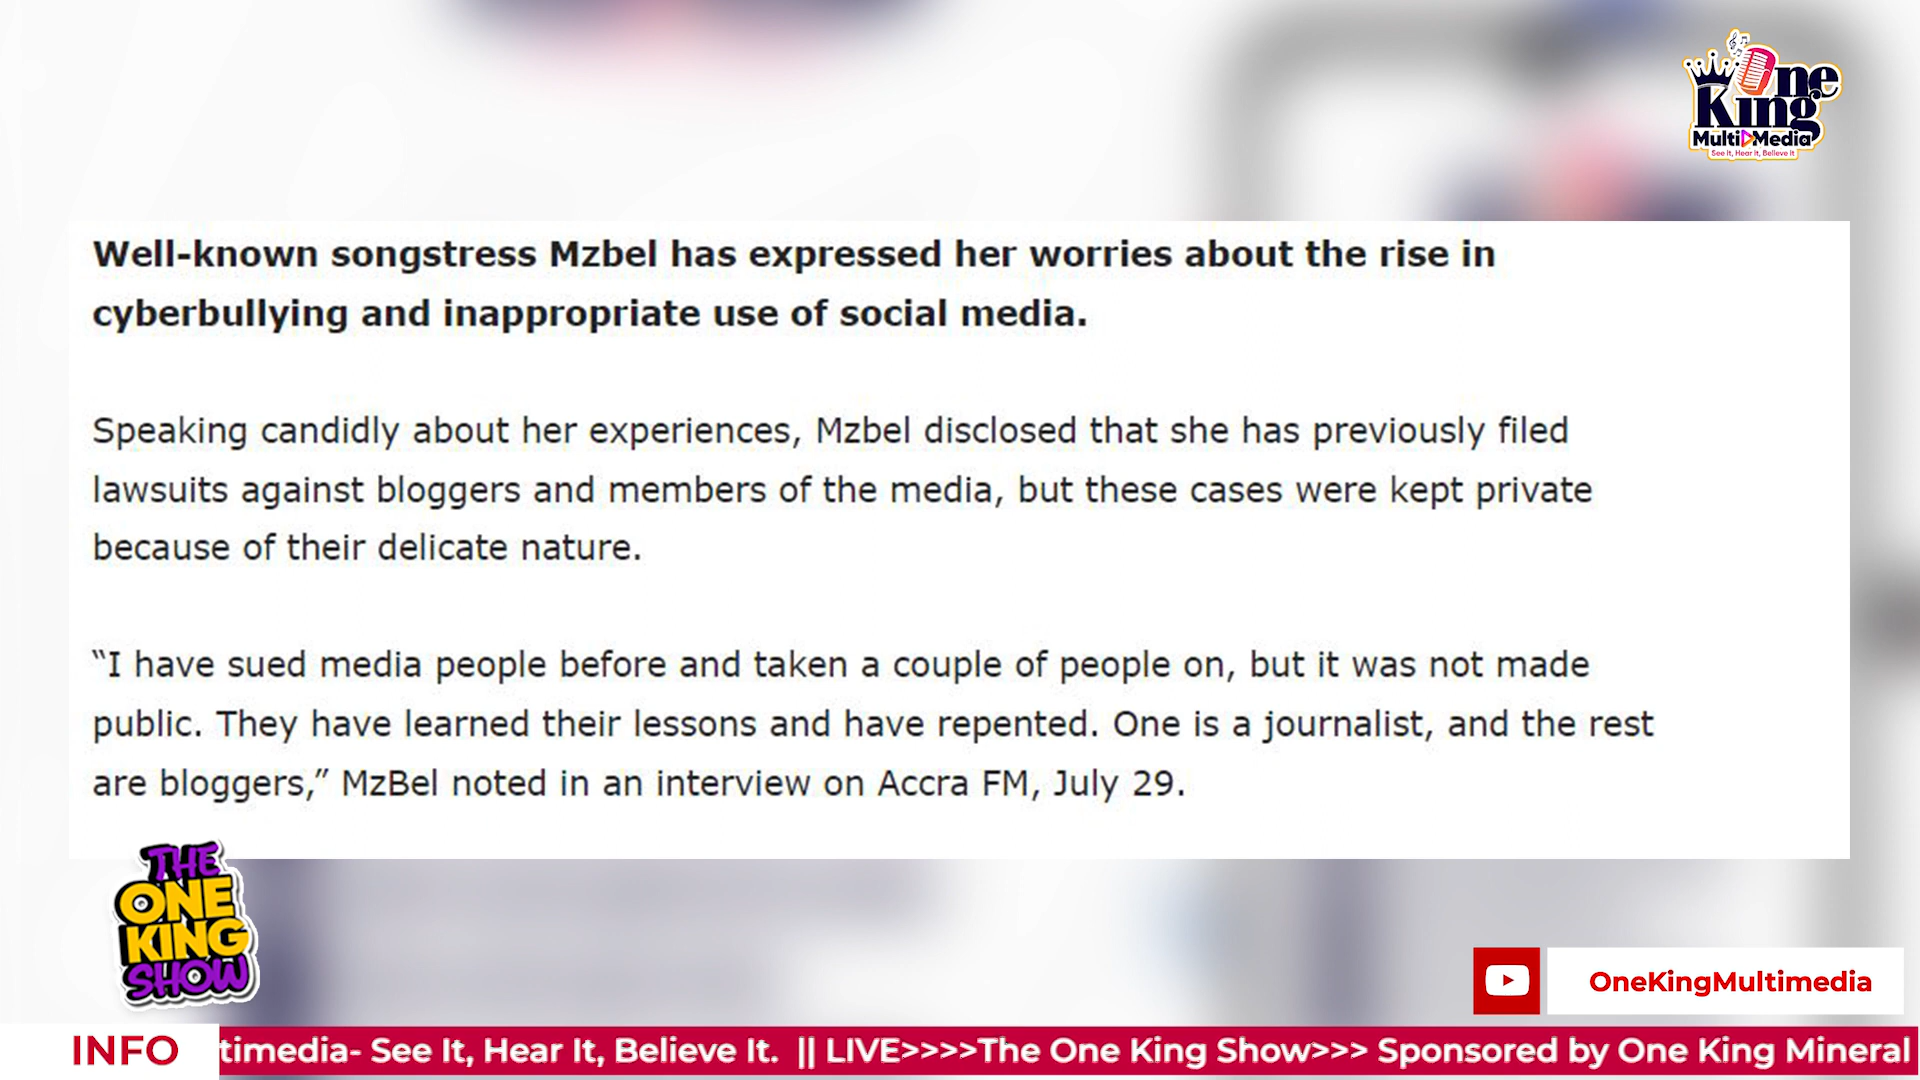 One
King
Multi Media
See It, Hear It, Believe It
Well-known songstress Mzbel has expressed her worries about the rise in
cyberbullying and inappropriate use of social media.
Speaking candidly about her experiences, Mzbel disclosed that she has previously filed
lawsuits against bloggers and members of the media, but these cases were kept private
because of their delicate nature.
“I have sued media people before and taken a couple of people on, but it was not made
public. They have learned their lessons and have repented. One is a journalist, and the rest
are bloggers,” MzBel noted in an interview on Accra FM, July 29.
THE
ONE
KING
SHOW
OneKingMultimedia
INFO timedia- See It, Hear It, Believe It. || LIVE>>>>The One King Show>>> Sponsored by One King Mineral